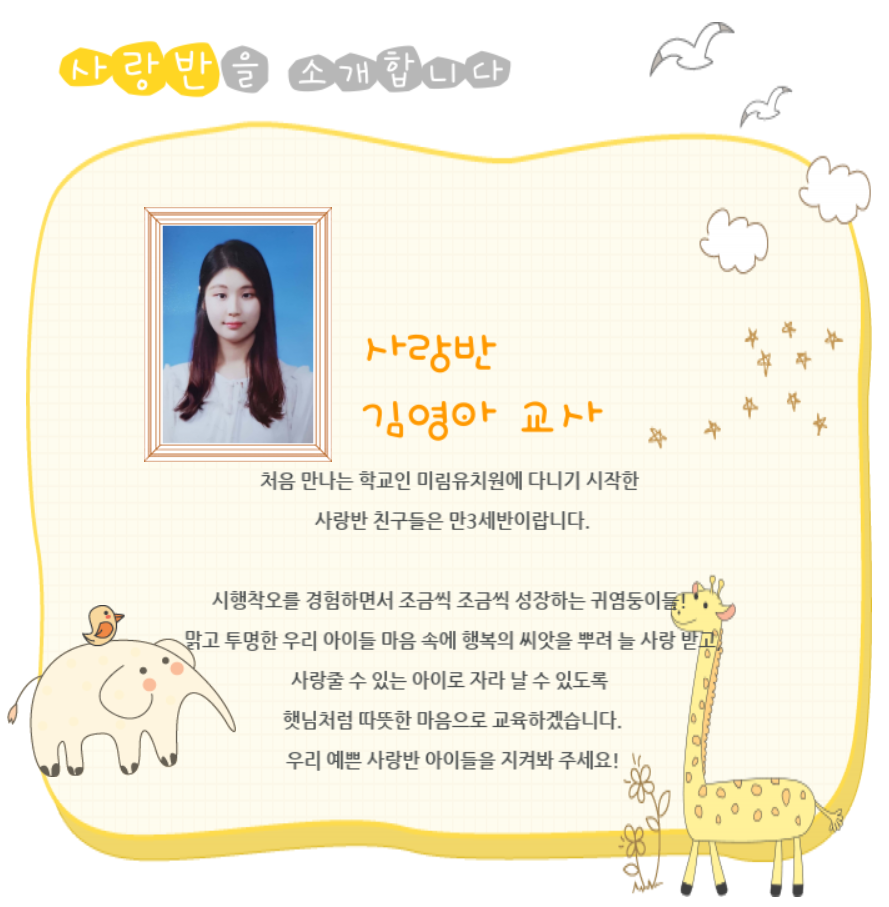 사랑반을 소개합니다
사랑반
김영아 교사
처음 만나는 학교인 미림유치원에 다니기 시작한
사랑반 친구들은 만3세반이랍니다.
시행착오를 경험하면서 조금씩 조금씩 성장하는 귀염둥이들!
맑고 투명한 우리 아이들 마음 속에 행복의 씨앗을 뿌려 늘 사랑 받고,
사랑줄 수 있는 아이로 자라 날 수 있도록
햇님처럼 따뜻한 마음으로 교육하겠습니다.
우리 예쁜 사랑반 아이들을 지켜봐 주세요!